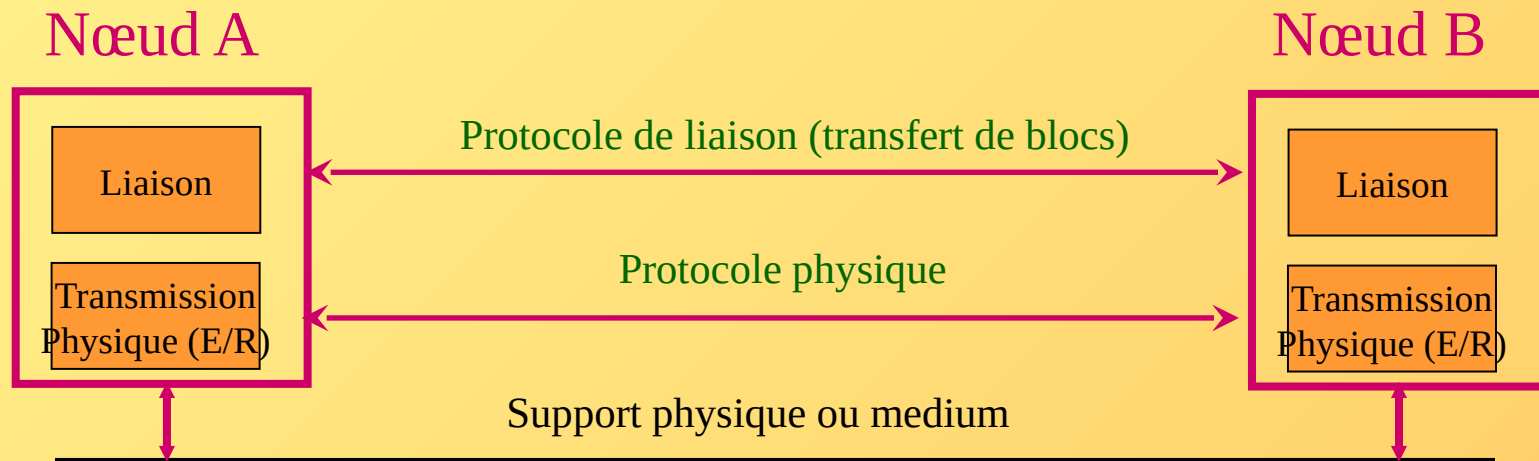 Nœud A
Nœud B
Protocole de liaison (transfert de blocs)
Liaison
Liaison
Protocole physique
Transmission
Physique (E/R)
Transmission
Physique (E/R)
Support physique ou medium